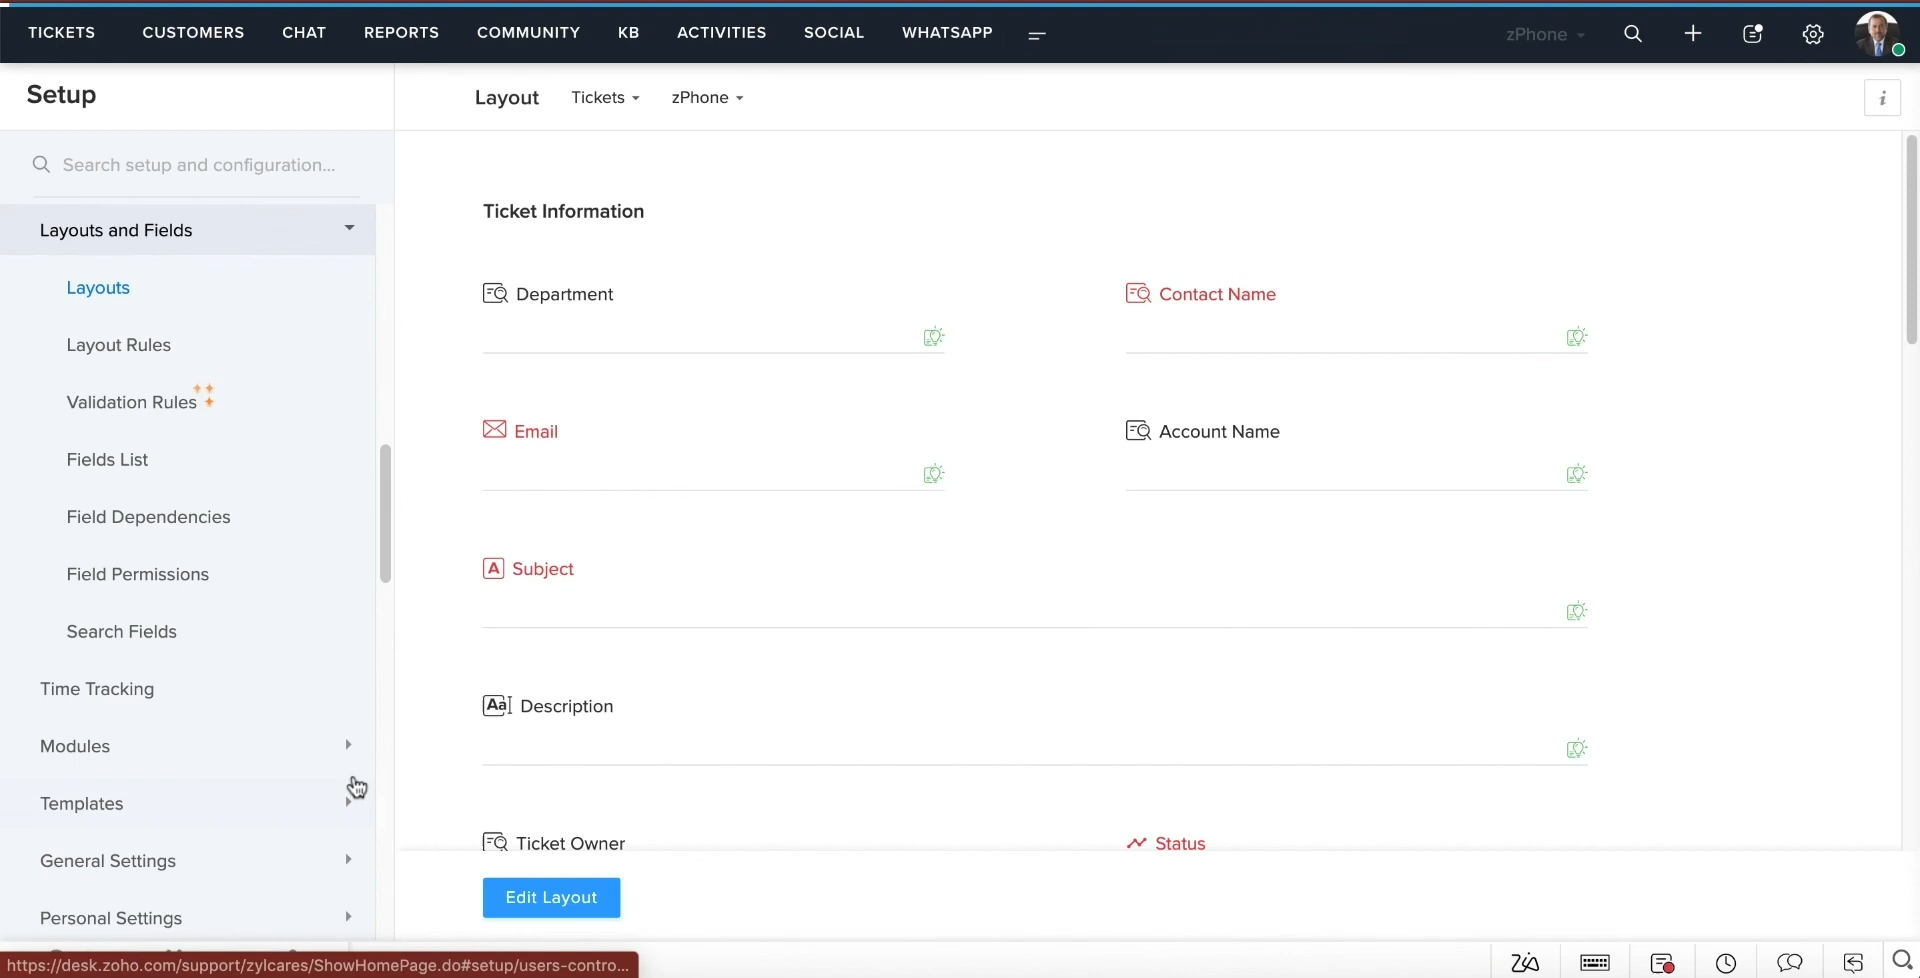 TICKETS CUSTOMERS CHAT REPORTS COMMUNITY KB ACTIVITIES SOCIAL WHATSAPP zPhone
Setup
Layout Tickets zPhone
Search setup and configuration...
Layouts and Fields
Layouts
Layout Rules
Validation Rules
Fields List
Field Dependencies
Field Permissions
Search Fields
Time Tracking
Modules
Templates
General Settings
Personal Settings
Ticket Information
Department Contact Name
Email Account Name
Subject
Description
Ticket Owner Status
Edit Layout
https://desk.zoho.com/support/zylcares/ShowHomePage.do#setup/users-contro...